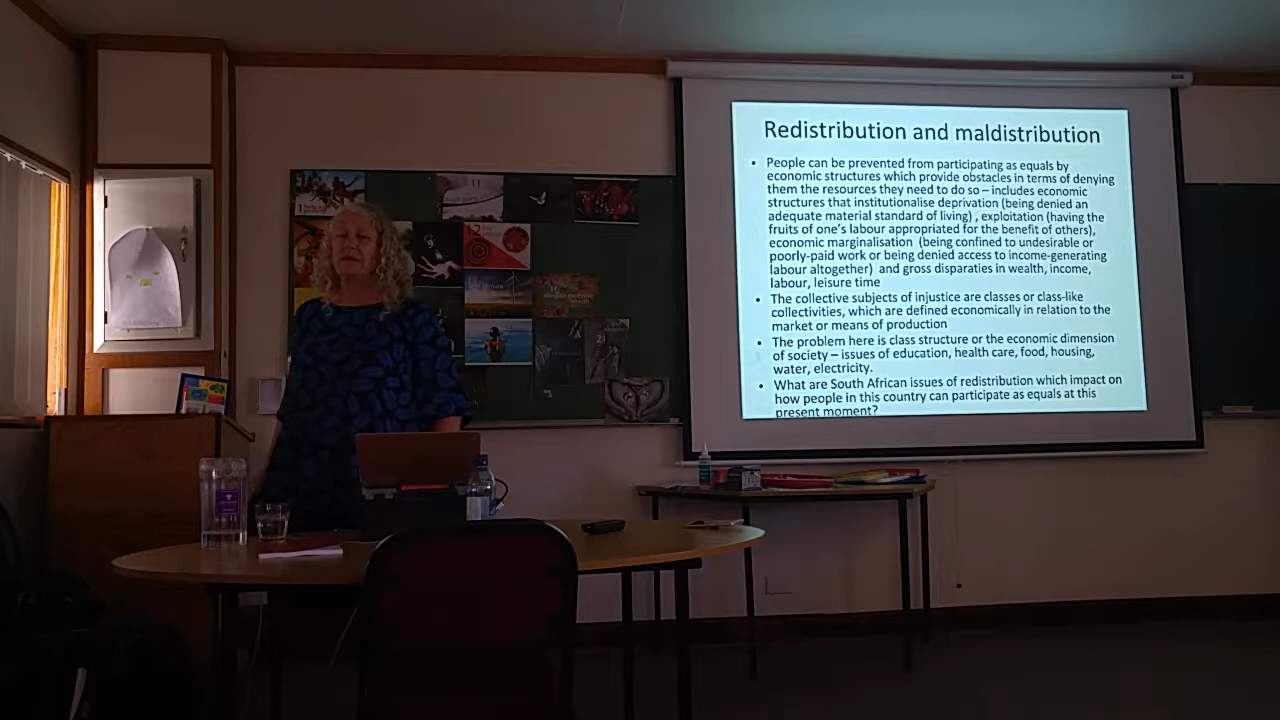 Redistribution and maldistribution
• People can be prevented from participating as equals by
economic structures which provide obstacles in terms of denying
them the resources they need to do so – includes economic
structures that institutionalise deprivation (being denied an
adequate material standard of living) , exploitation (having the
fruits of one's labour appropriated for the benefit of others),
economic marginalisation (being confined to undesirable or
poorly-paid work or being denied access to income-generating
labour altogether) and gross disparaties in wealth, income,
labour, leisure time
• The collective subjects of injustice are classes or class-like
collectivities, which are defined economically in relation to the
market or means of production
• The problem here is class structure or the economic dimension
of society – issues of education, health care, food, housing,
water, electricity.
• What are South African issues of redistribution which impact on
how people in this country can participate as equals at this
present moment?
11
12